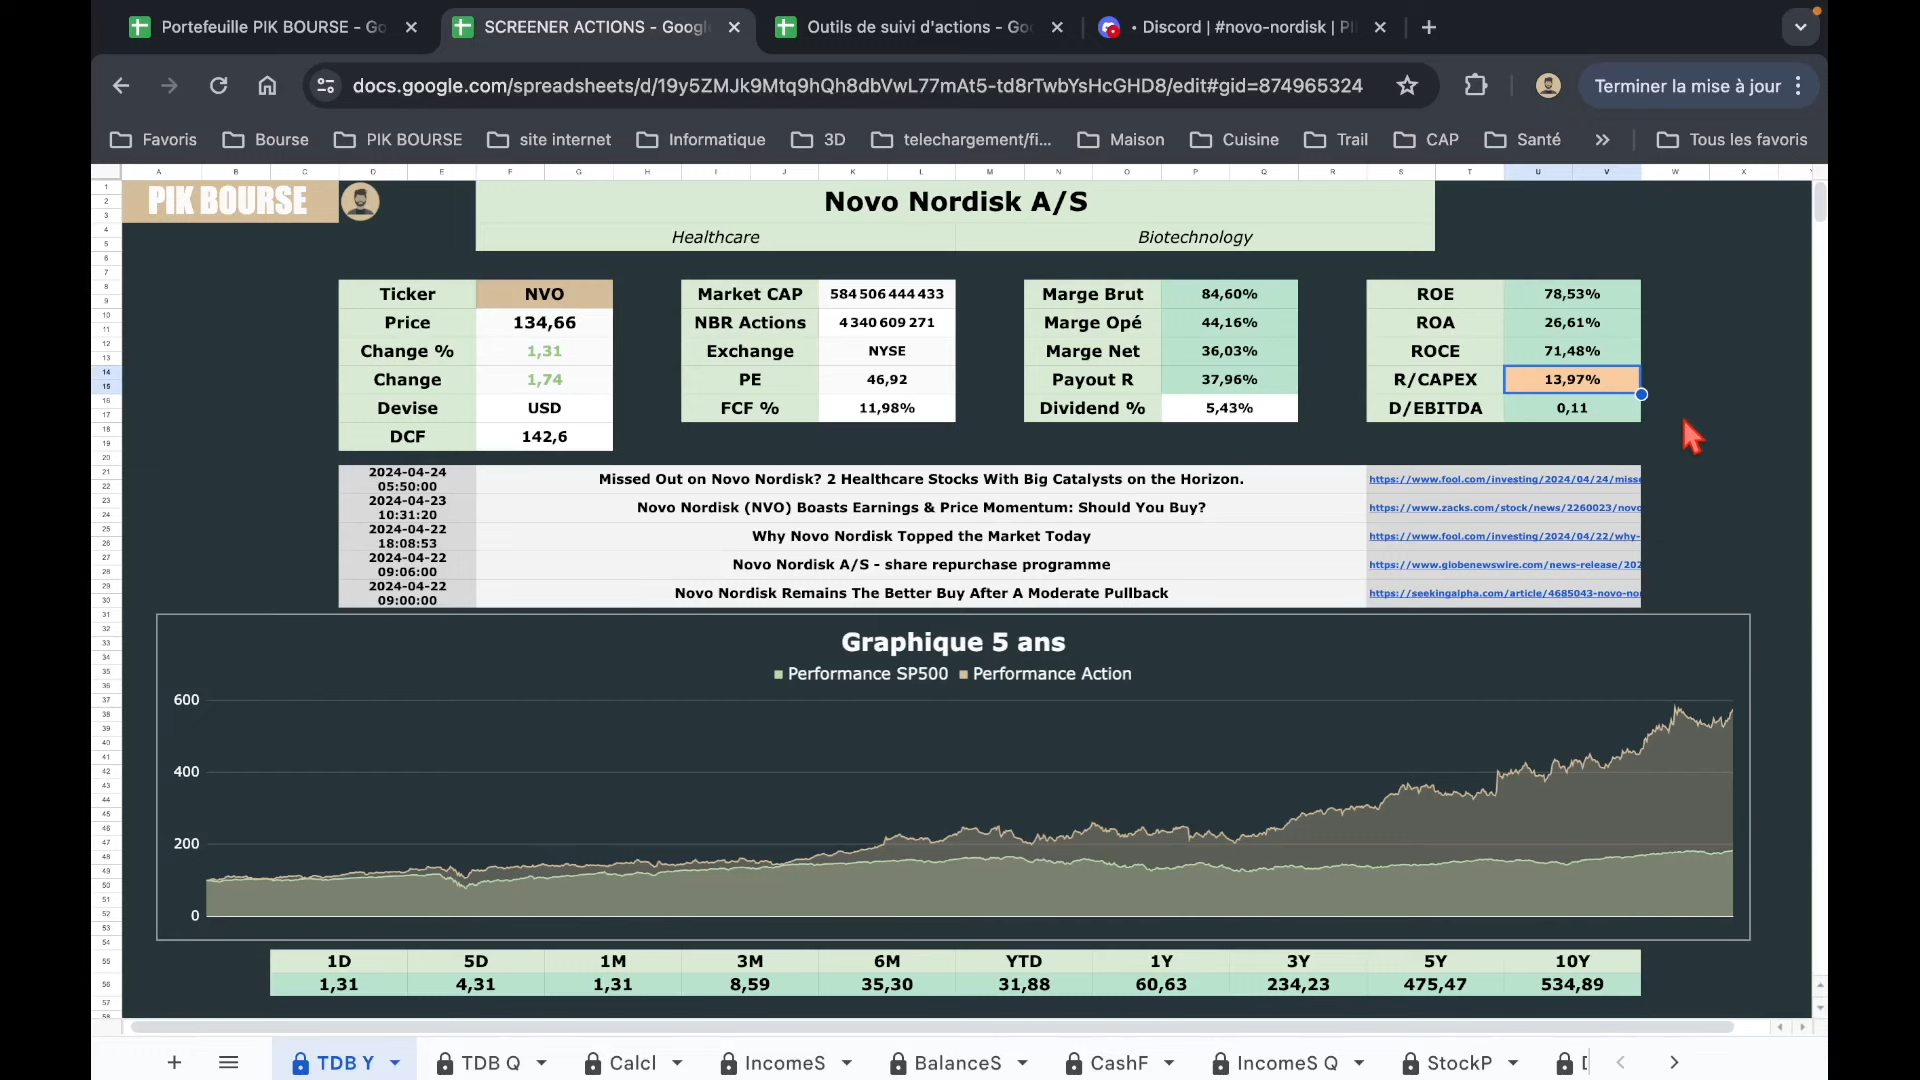 Portefeuille PIK BOURSE - Go
SCREENER ACTIONS - Googl
Outils de suivi d'actions - Go
• Discord | #novo-nordisk | PI
docs.google.com/spreadsheets/d/19y5ZMJk9Mtq9hQh8dbVwL77mAt5-td8rTwbYsHcGHD8/edit#gid=874965324
Terminer la mise à jour
Favoris Bourse PIK BOURSE site internet Informatique 3D telechargement/fi... Maison Cuisine Trail CAP Santé » Tous les favoris
A B C D E F G H I J K L M N O P Q R S T U V W X
PIK BOURSE
Novo Nordisk A/S
Healthcare Biotechnology
Ticker NVO Market CAP 584 506 444 433 Marge Brut 84,60% ROE 78,53%
Price 134,66 NBR Actions 4 340 609 271 Marge Opé 44,16% ROA 26,61%
Change % 1,31 Exchange NYSE Marge Net 36,03% ROCE 71,48%
Change 1,74 PE 46,92 Payout R 37,96% R/CAPEX 13,97%
Devise USD FCF % 11,98% Dividend % 5,43% D/EBITDA 0,11
DCF 142,6
2024-04-24 05:50:00 Missed Out on Novo Nordisk? 2 Healthcare Stocks With Big Catalysts on the Horizon. https://www.fool.com/investing/2024/04/24/miss
2024-04-23 10:31:20 Novo Nordisk (NVO) Boasts Earnings & Price Momentum: Should You Buy? https://www.zacks.com/stock/news/2260023/novo
2024-04-22 18:08:53 Why Novo Nordisk Topped the Market Today https://www.fool.com/investing/2024/04/22/why-
2024-04-22 09:06:00 Novo Nordisk A/S - share repurchase programme https://www.globenewswire.com/news-release/202
2024-04-22 09:00:00 Novo Nordisk Remains The Better Buy After A Moderate Pullback https://seekingalpha.com/article/4685043-novo-no
Graphique 5 ans
Performance SP500 Performance Action
600
400
200
0
1D 5D 1M 3M 6M YTD 1Y 3Y 5Y 10Y
1,31 4,31 1,31 8,59 35,30 31,88 60,63 234,23 475,47 534,89
TDB Y TDB Q Calcl IncomeS BalanceS CashF IncomeS Q StockP